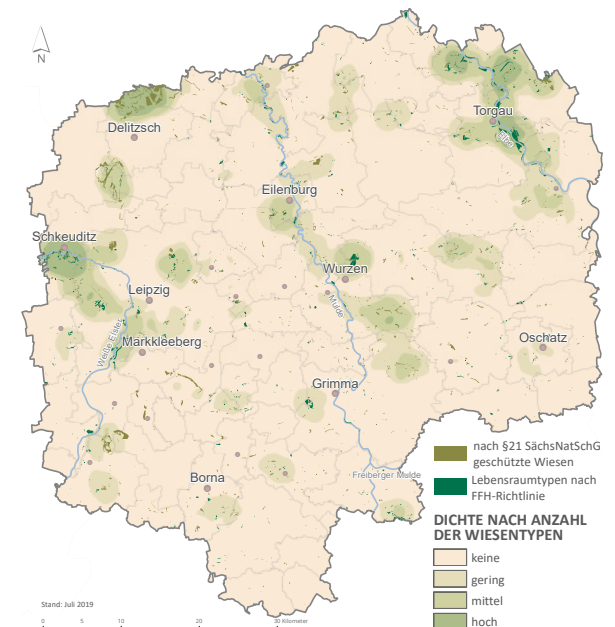 N
Torgau
Elbe
Delitzsch
Eilenburg
Schkeuditz
Wurzen
Leipzig
Mulde
Weiße Elster
Markkleeberg
Oschatz
Grimma
Freiberger Mulde
Borna
nach §21 SächsNatSchG
geschützte Wiesen
Lebensraumtypen nach
FFH-Richtlinie
DICHTE NACH ANZAHL
DER WIESENTYPEN
keine
gering
mittel
hoch
Stand: Juli 2019
0 5 10 20 30 Kilometer